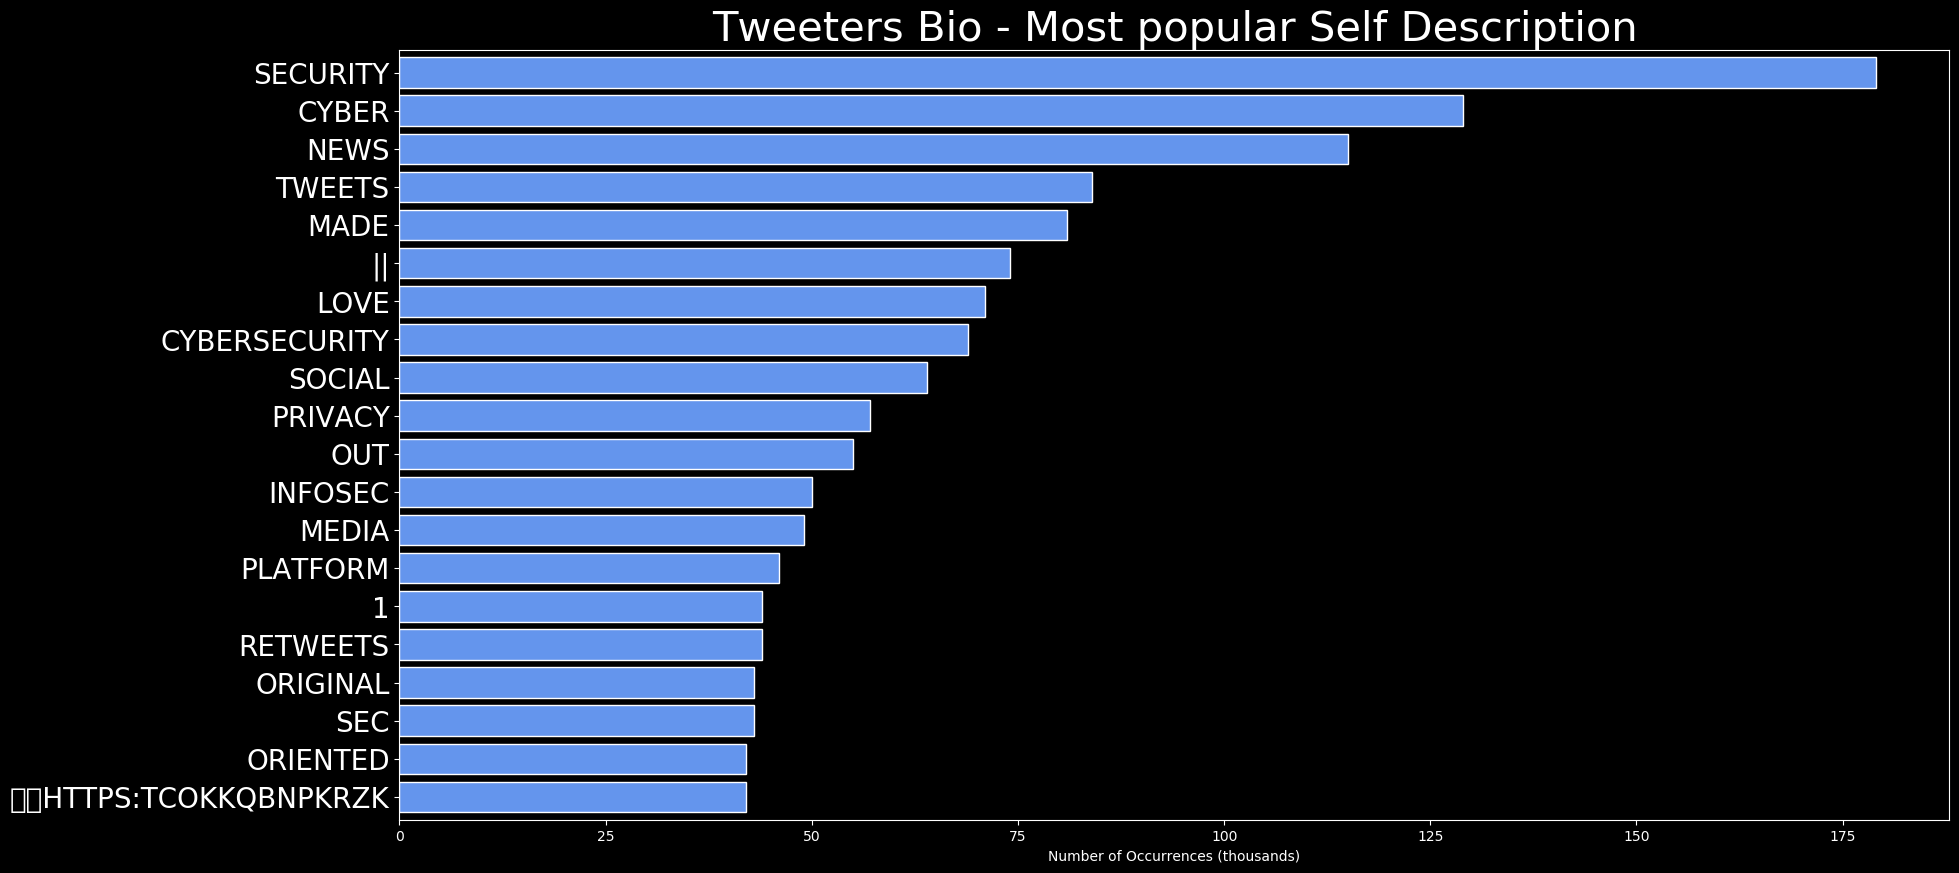 Tweeters Bio - Most popular Self Description
SECURITY
CYBER
NEWS
TWEETS
MADE
||
LOVE
CYBERSECURITY
SOCIAL
PRIVACY
OUT
INFOSEC
MEDIA
PLATFORM
1
RETWEETS
ORIGINAL
SEC
ORIENTED
HTTPS:TCOKKQBNPKRZK
0 25 50 75 100 125 150 175
Number of Occurrences (thousands)